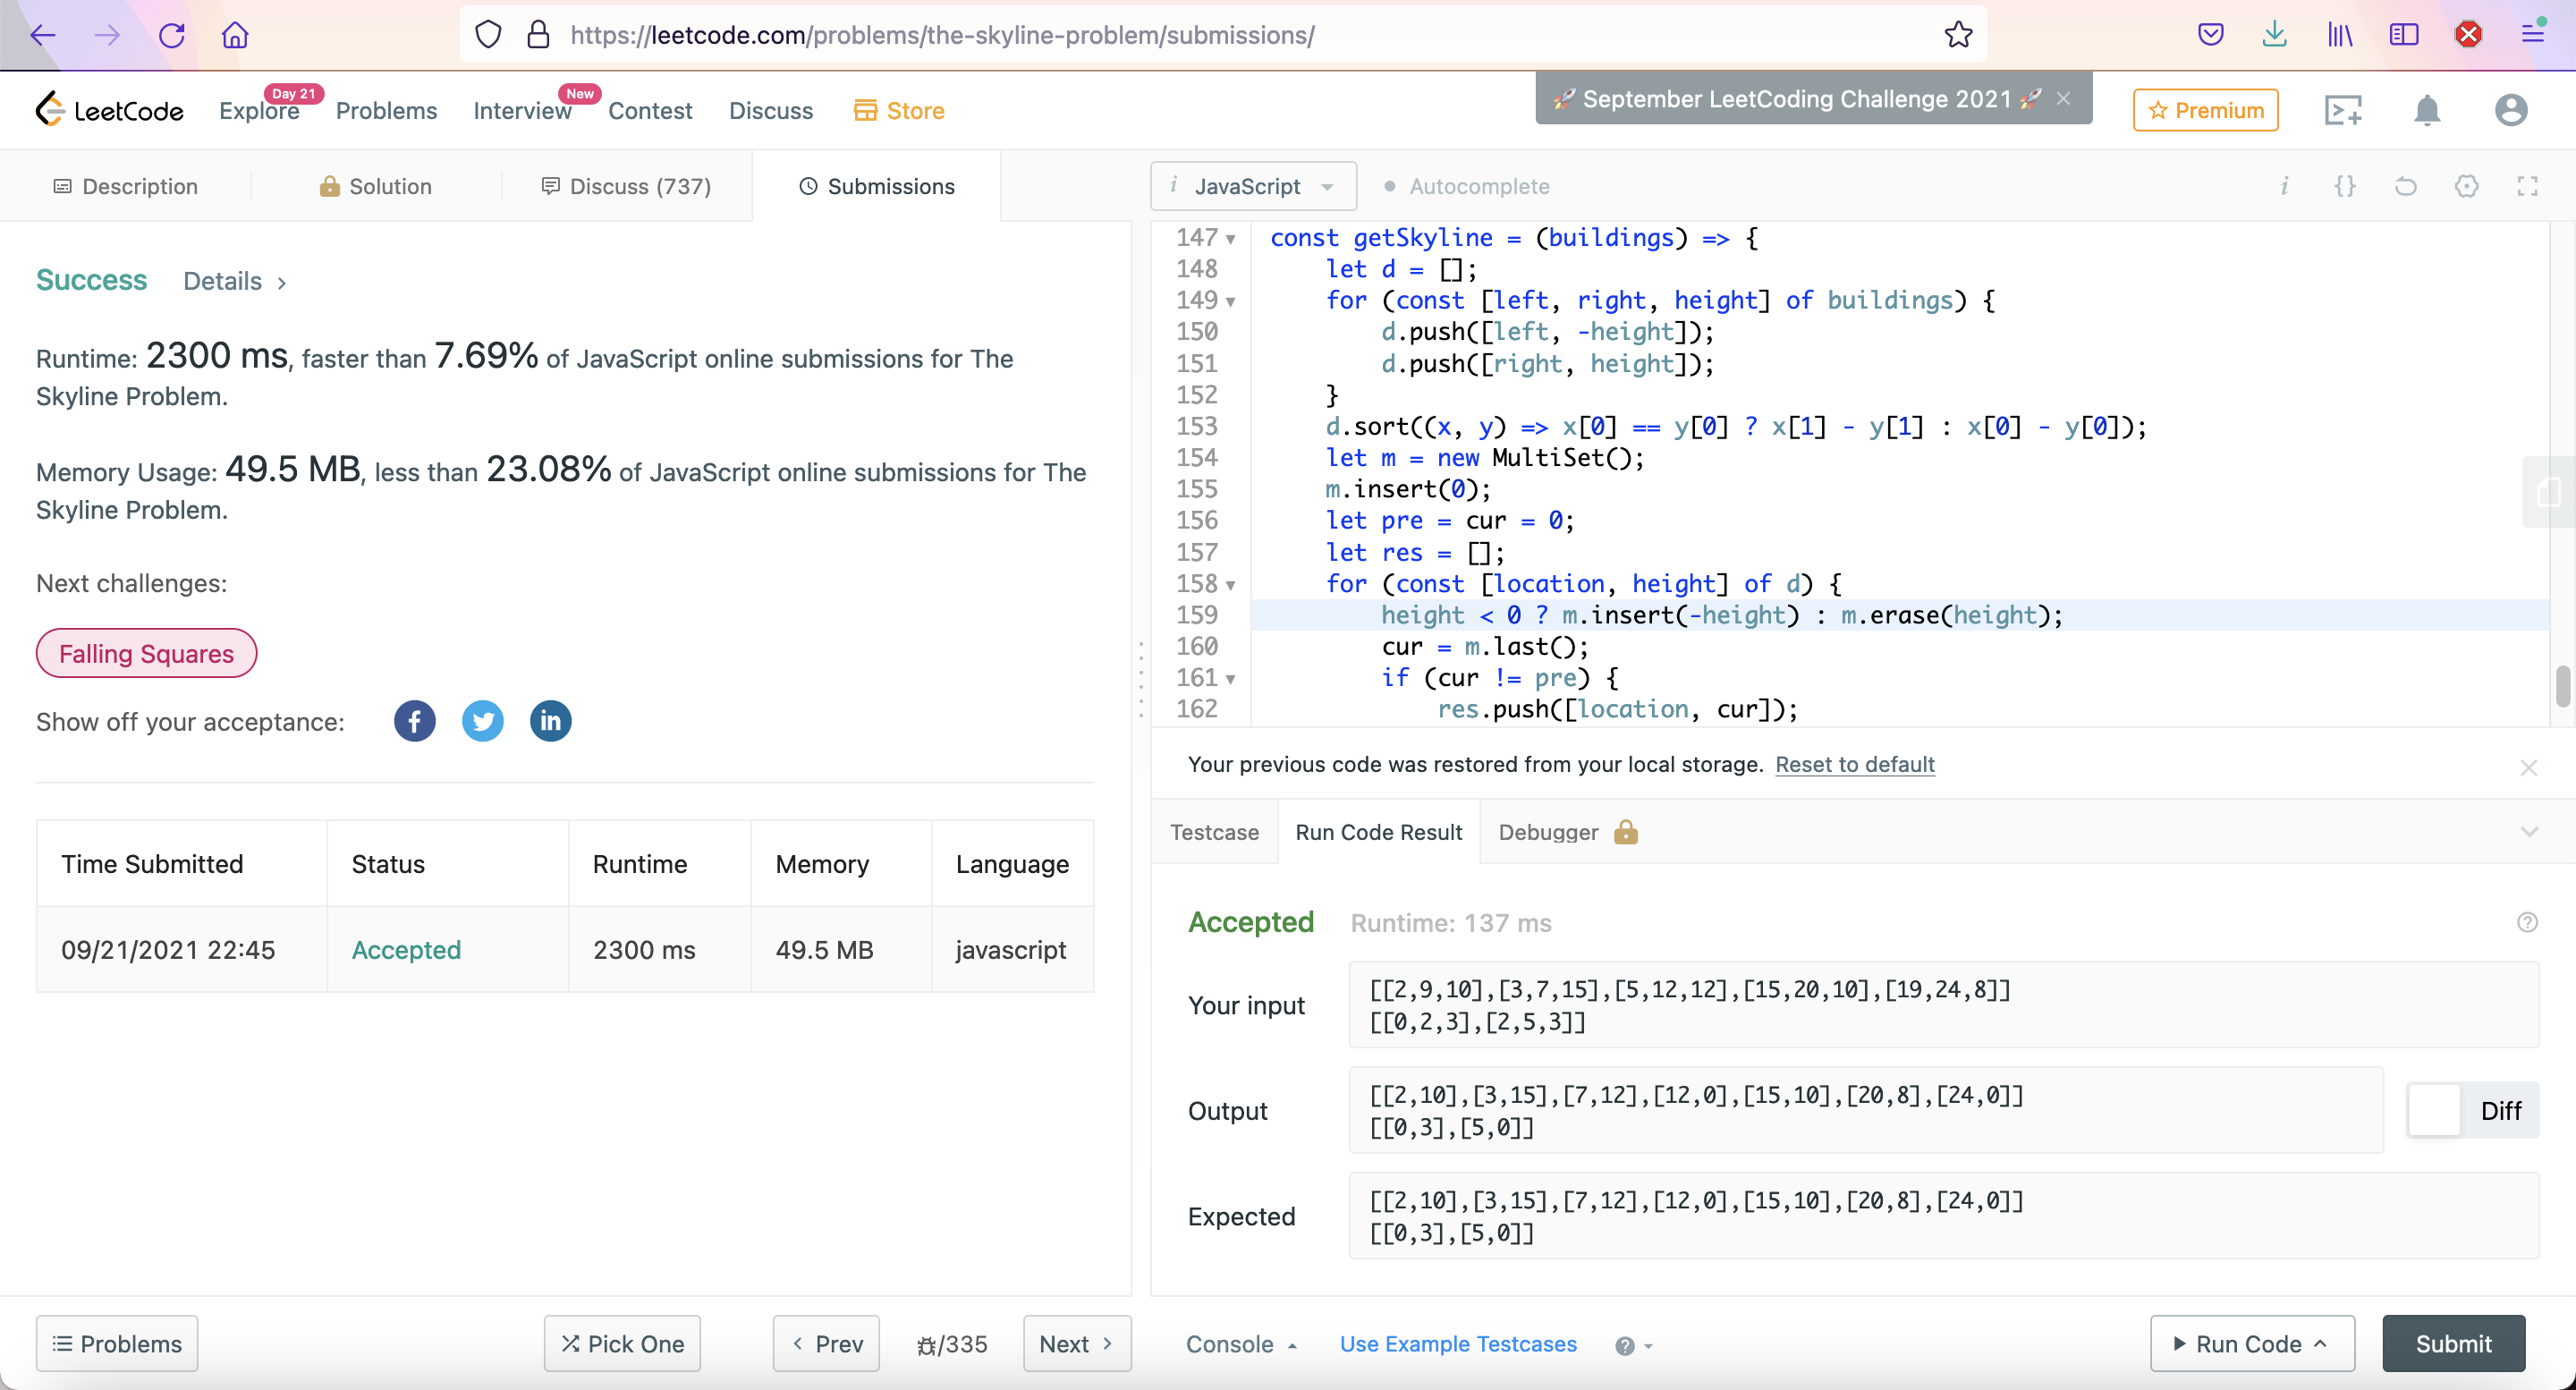 https://leetcode.com/problems/the-skyline-problem/submissions/
LeetCode
Explore
Day 21
Problems
Interview
New
Contest
Discuss
Store
🚀 September LeetCoding Challenge 2021 🚀 ×
Premium
Description
Solution
Discuss (737)
Submissions
i JavaScript
Autocomplete
i {}
Success Details >
Runtime: 2300 ms, faster than 7.69% of JavaScript online submissions for The
Skyline Problem.
Memory Usage: 49.5 MB, less than 23.08% of JavaScript online submissions for The
Skyline Problem.
Next challenges:
Falling Squares
Show off your acceptance:
Time Submitted Status Runtime Memory Language
09/21/2021 22:45 Accepted 2300 ms 49.5 MB javascript
147 const getSkyline = (buildings) => {
148 let d = [];
149 for (const [left, right, height] of buildings) {
150 d.push([left, -height]);
151 d.push([right, height]);
152 }
153 d.sort((x, y) => x[0] == y[0] ? x[1] - y[1] : x[0] - y[0]);
154 let m = new MultiSet();
155 m.insert(0);
156 let pre = cur = 0;
157 let res = [];
158 for (const [location, height] of d) {
159 height < 0 ? m.insert(-height) : m.erase(height);
160 cur = m.last();
161 if (cur != pre) {
162 res.push([location, cur]);
Your previous code was restored from your local storage. Reset to default
Testcase
Run Code Result
Debugger
Accepted Runtime: 137 ms
Your input
[[2,9,10],[3,7,15],[5,12,12],[15,20,10],[19,24,8]]
[[0,2,3],[2,5,3]]
Output
[[2,10],[3,15],[7,12],[12,0],[15,10],[20,8],[24,0]]
[[0,3],[5,0]]
Diff
Expected
[[2,10],[3,15],[7,12],[12,0],[15,10],[20,8],[24,0]]
[[0,3],[5,0]]
Problems
Pick One
Prev
/335
Next
Console
Use Example Testcases
Run Code
Submit